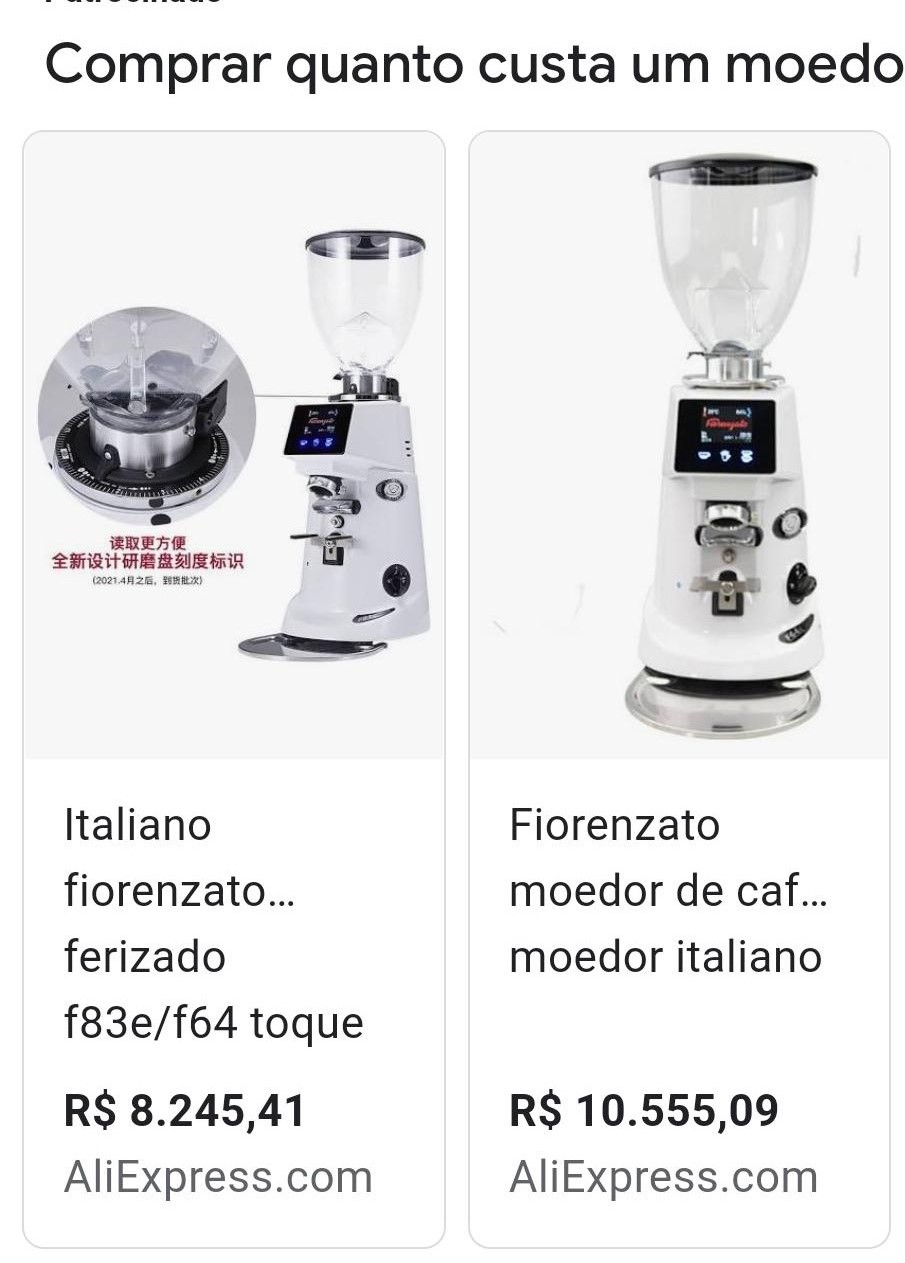 Patrocinado
Comprar quanto custa um moedo
读取更方便
全新设计研磨盘刻度标识
(2021.4月之后，到货批次)
Fiorenzato
Italiano
fiorenzato...
ferizado
f83e/f64 toque
R$ 8.245,41
AliExpress.com
Fiorenzato
moedor de caf...
moedor italiano
R$ 10.555,09
AliExpress.com